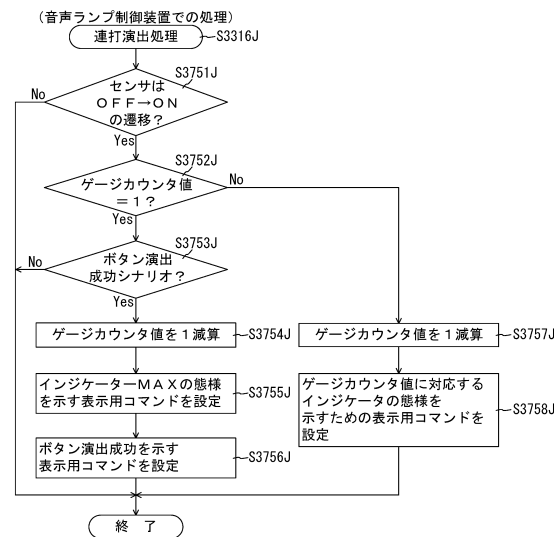 (音声ランプ制御装置での処理)
連打演出処理
S3316J
S3751J
センサは
OFF→ON
の遷移?
No
Yes
S3752J
ゲージカウンタ値
=1?
No
Yes
S3753J
ボタン演出
成功シナリオ?
No
Yes
ゲージカウンタ値を1減算
S3754J
ゲージカウンタ値を1減算
S3757J
インジケーターMAXの態様
を示す表示用コマンドを設定
S3755J
ゲージカウンタ値に対応する
インジケータの態様を
示すための表示用コマンドを
設定
S3758J
ボタン演出成功を示す
表示用コマンドを設定
S3756J
終 了